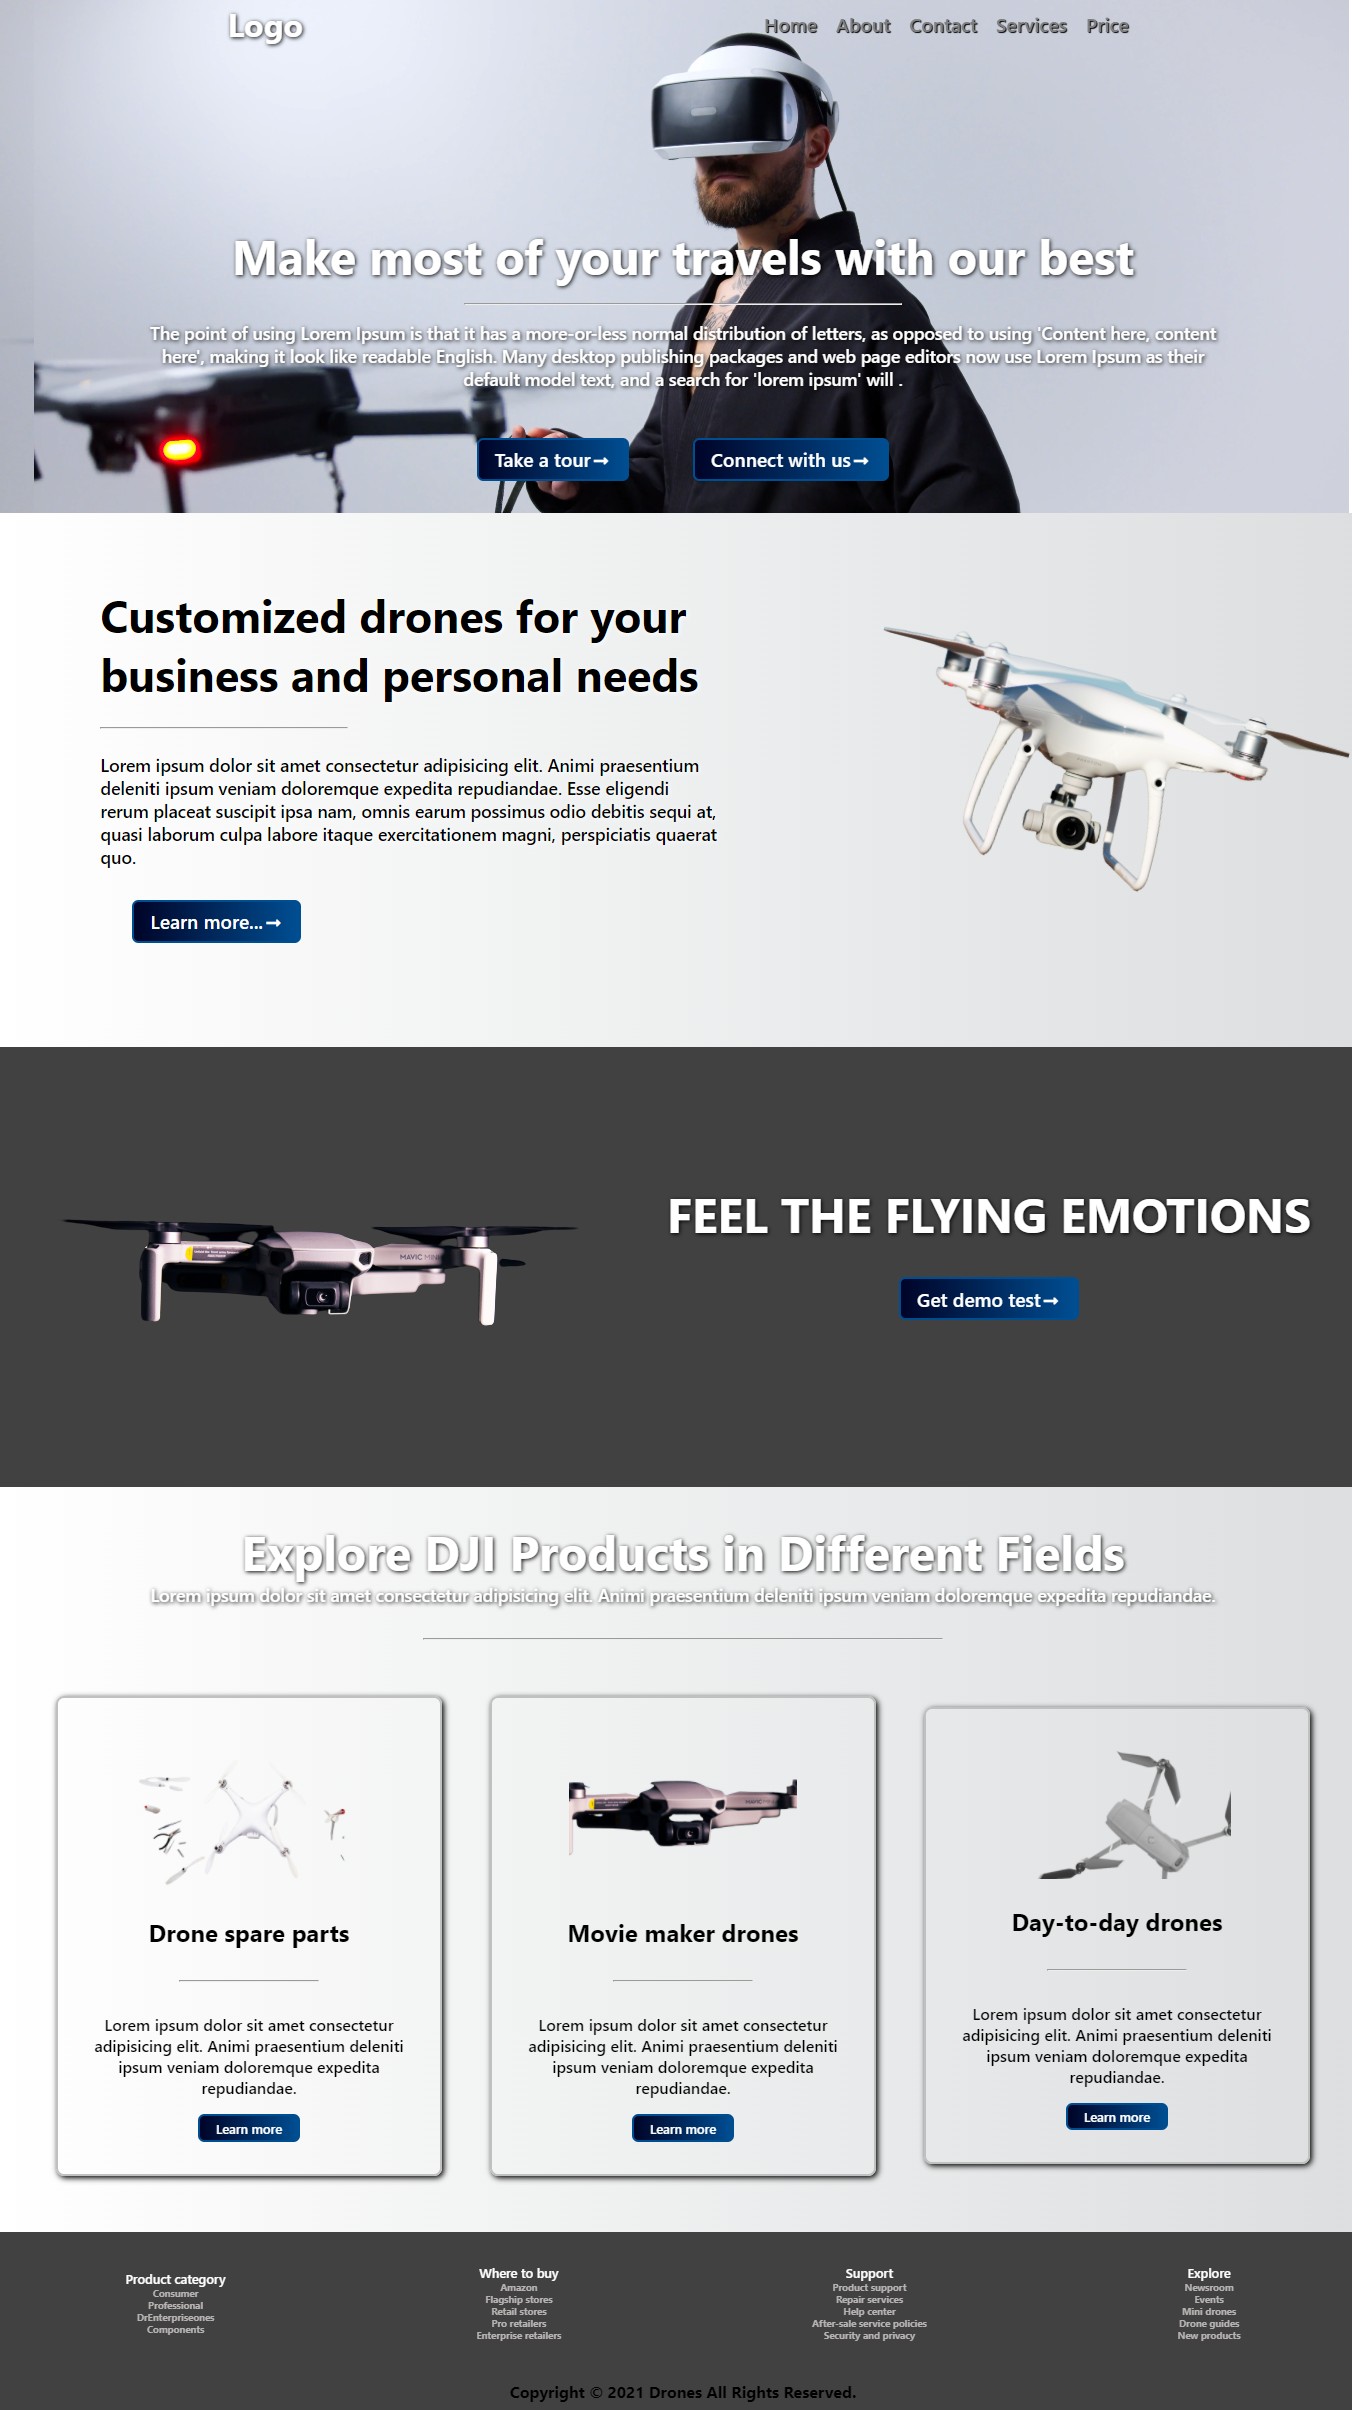 Logo
Home About Contact Services Price
Make most of your travels with our best
The point of using Lorem Ipsum is that it has a more-or-less normal distribution of letters, as opposed to using 'Content here, content
here', making it look like readable English. Many desktop publishing packages and web page editors now use Lorem Ipsum as their
default model text, and a search for 'lorem ipsum' will .
Take a tour→ Connect with us→
Customized drones for your
business and personal needs
Lorem ipsum dolor sit amet consectetur adipisicing elit. Animi praesentium
deleniti ipsum veniam doloremque expedita repudiandae. Esse eligendi
rerum placeat suscipit ipsa nam, omnis earum possimus odio debitis sequi at,
quasi laborum culpa labore itaque exercitationem magni, perspiciatis quaerat
quo.
Learn more...→
MAVIC MINI
FEEL THE FLYING EMOTIONS
Get demo test→
Explore DJI Products in Different Fields
Lorem ipsum dolor sit amet consectetur adipisicing elit. Animi praesentium deleniti ipsum veniam doloremque expedita repudiandae.
Drone spare parts
Lorem ipsum dolor sit amet consectetur
adipisicing elit. Animi praesentium deleniti
ipsum veniam doloremque expedita
repudiandae.
Learn more
MAVIC MINI
Movie maker drones
Lorem ipsum dolor sit amet consectetur
adipisicing elit. Animi praesentium deleniti
ipsum veniam doloremque expedita
repudiandae.
Learn more
Day-to-day drones
Lorem ipsum dolor sit amet consectetur
adipisicing elit. Animi praesentium deleniti
ipsum veniam doloremque expedita
repudiandae.
Learn more
Product category
Consumer
Professional
DrEnterpriseones
Components
Where to buy
Amazon
Flagship stores
Retail stores
Pro retailers
Enterprise retailers
Support
Product support
Repair services
Help center
After-sale service policies
Security and privacy
Explore
Newsroom
Events
Mini drones
Drone guides
New products
Copyright © 2021 Drones All Rights Reserved.